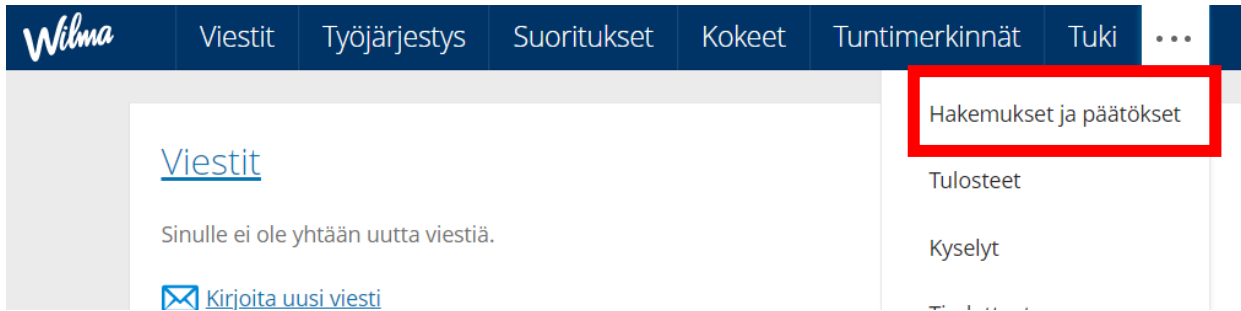 Wilma Viestit Työjärjestys Suoritukset Kokeet Tuntimerkinnät Tuki ...
Hakemukset ja päätökset
Viestit
Tulosteet
Sinulle ei ole yhtään uutta viestiä.
Kyselyt
Kirjoita uusi viesti